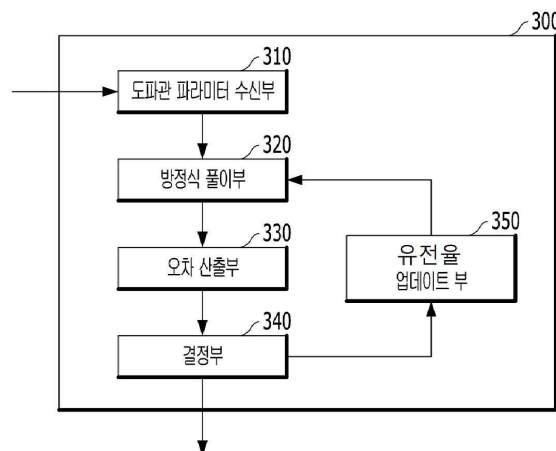 300
310
도파관 파라미터 수신부
320
방정식 풀이부
350
330
유전율
업데이트 부
오차 산출부
340
결정부